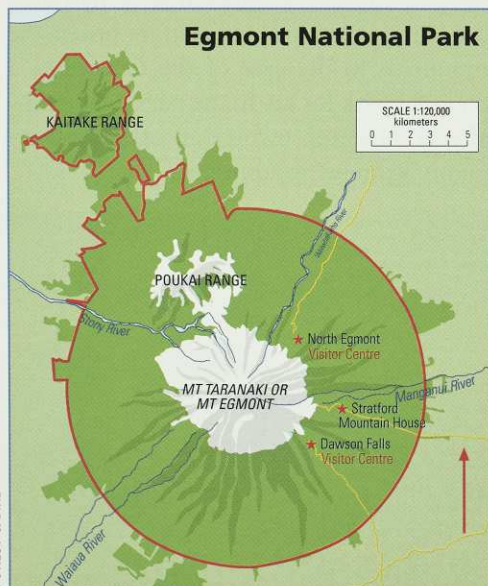 Egmont National Park
KAITAKE RANGE
SCALE 1:120,000
kilometers
0 1 2 3 4 5
POUKAI RANGE
Stony River
North Egmont
Visitor Centre
MT TARANAKI OR
MT EGMONT
Manganui River
Stratford
Mountain House
Dawson Falls
Visitor Centre
Waiaua River